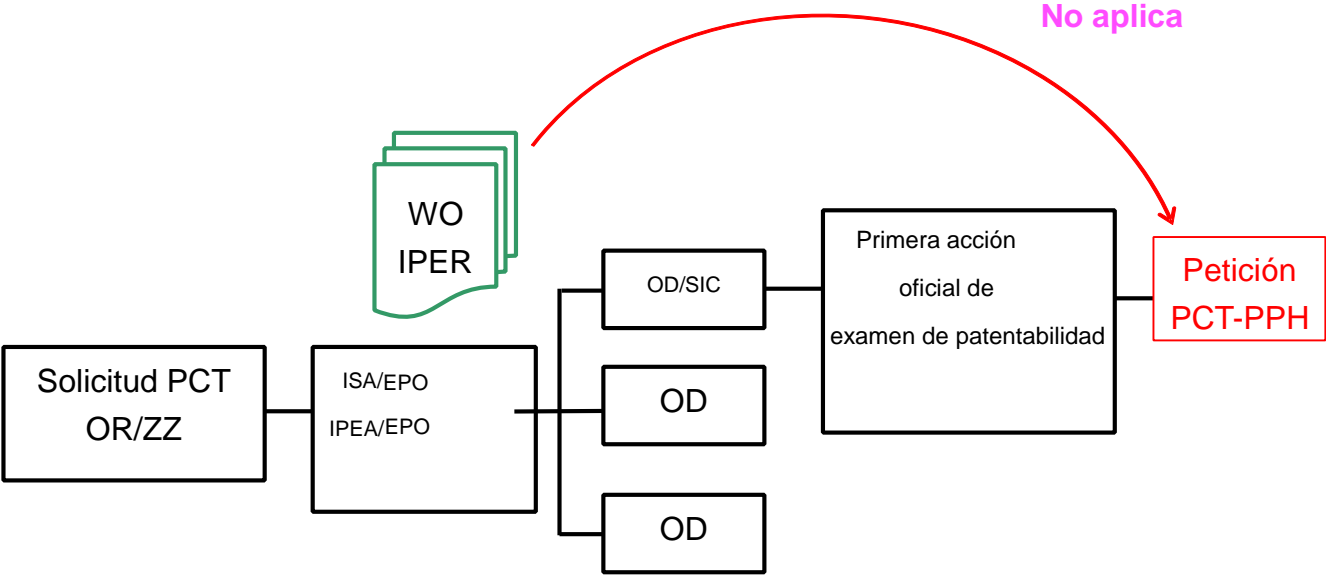 No aplica
WO
IPER
Solicitud PCT
OR/ZZ
ISA/EPO
IPEA/EPO
OD/SIC
OD
OD
Primera acción
oficial de
examen de patentabilidad
Petición
PCT-PPH